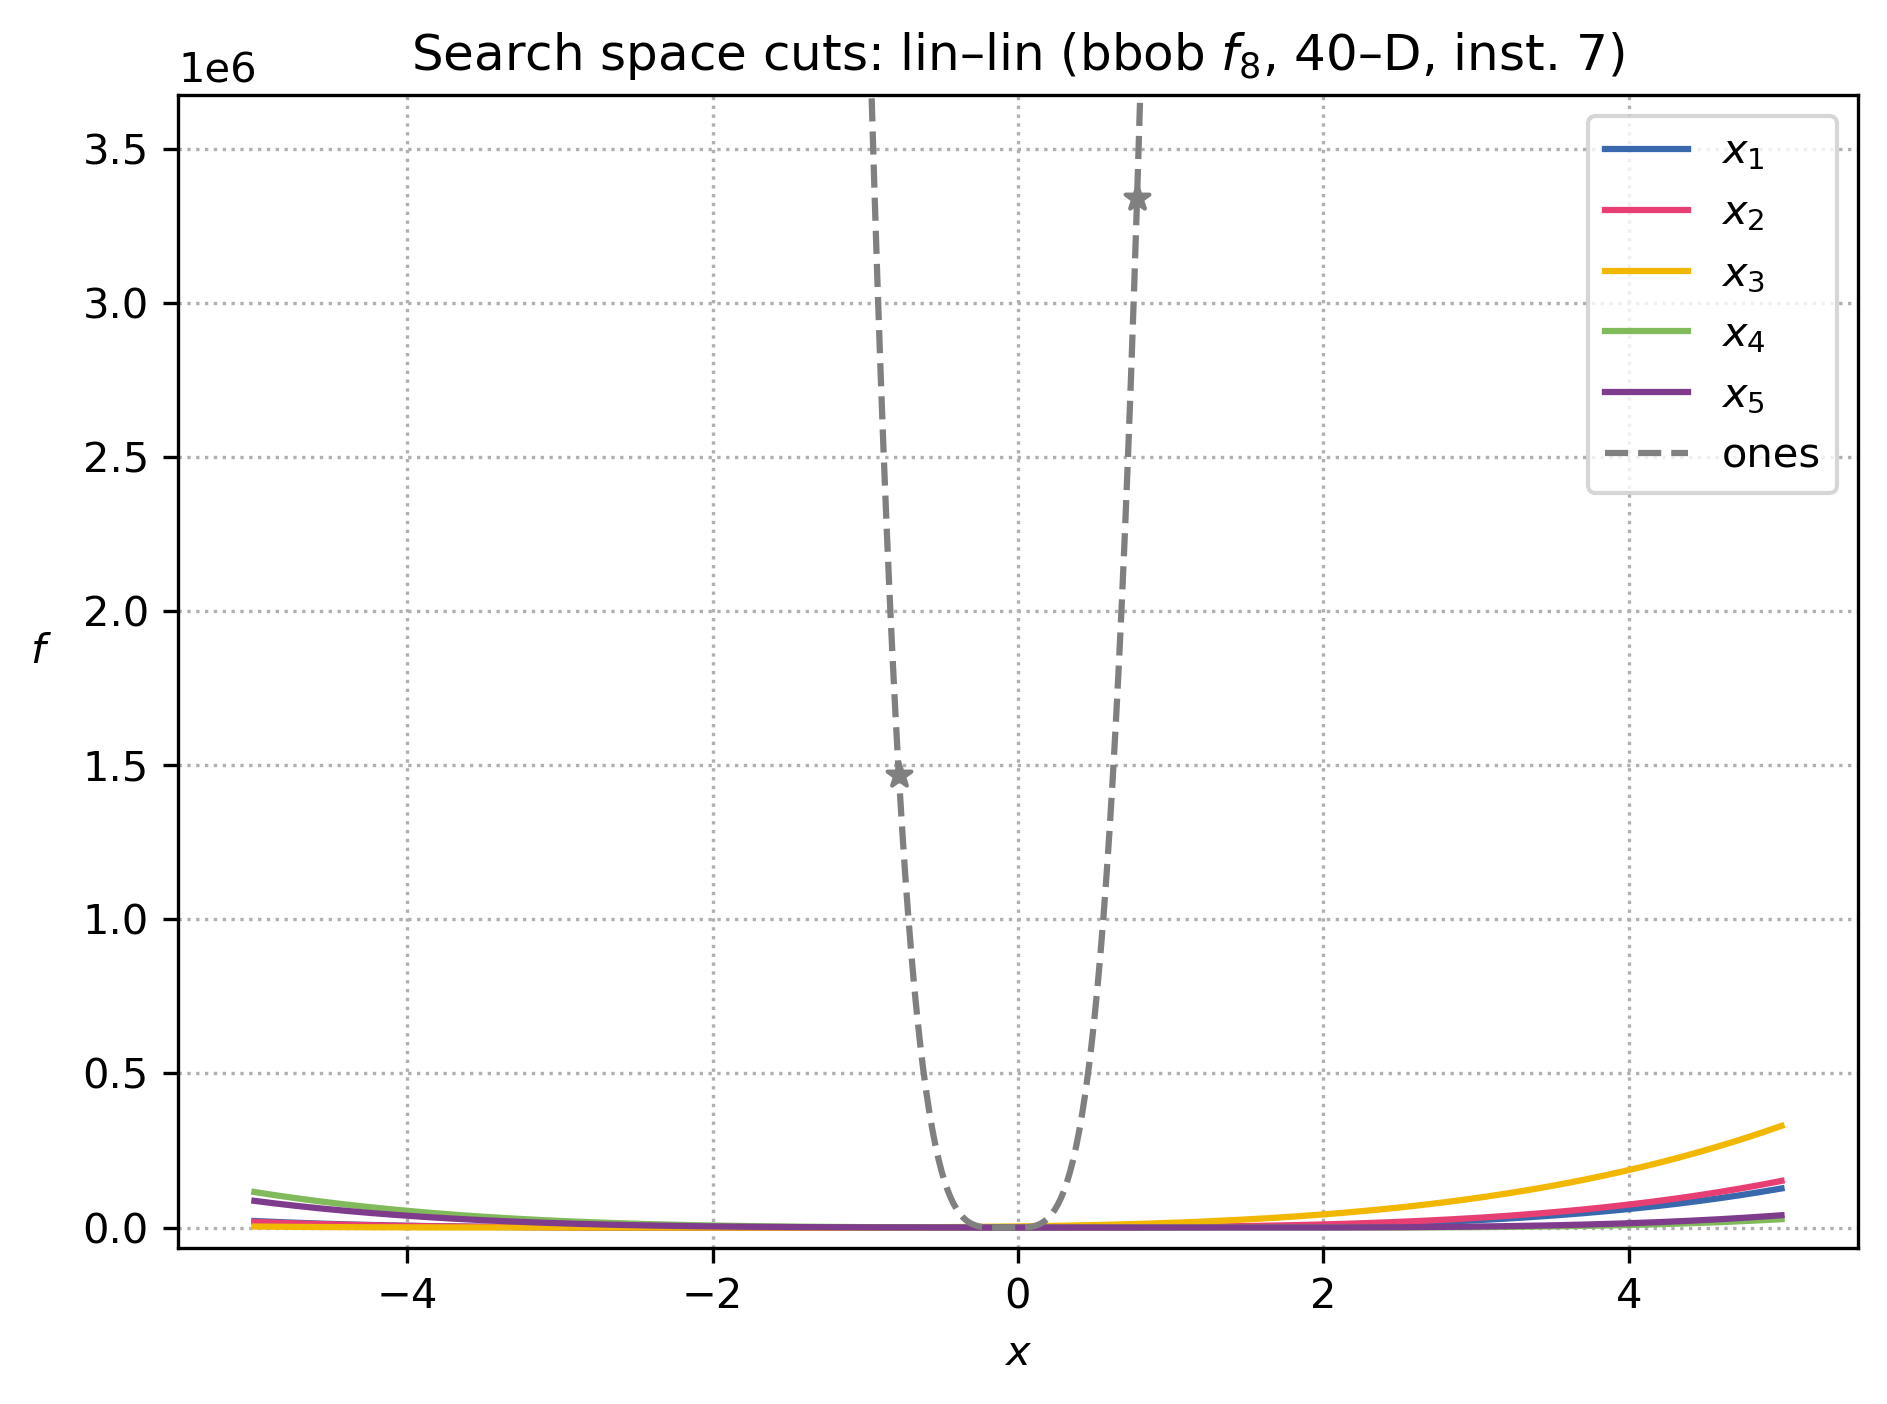 Search space cuts: lin–lin (bbob f₈, 40–D, inst. 7)
1e6
3.5
3.0
2.5
2.0
1.5
1.0
0.5
0.0
f
−4
−2
0
2
4
x
x₁
x₂
x₃
x₄
x₅
ones